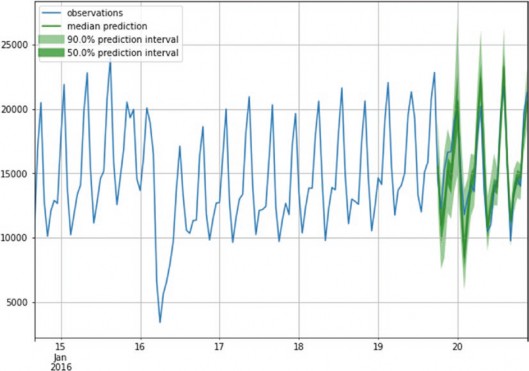 observations
median prediction
90.0% prediction interval
50.0% prediction interval
25000
20000
15000
10000
5000
15 16 17 18 19 20
Jan
2016